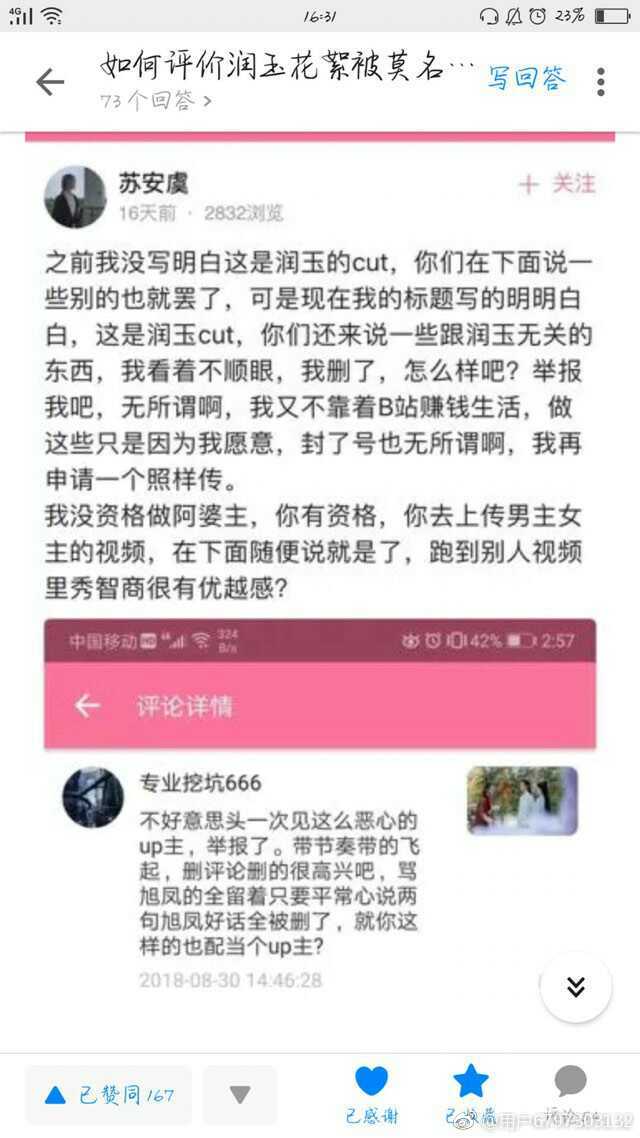 4G 16:31 23%
如何评价润玉花絮被莫名… 写回答
73 个回答 >
苏安虞 + 关注
16天前 · 2832浏览
之前我没写明白这是润玉的cut，你们在下面说一
些别的也就罢了，可是现在我的标题写的明明白
白，这是润玉cut，你们还来说一些跟润玉无关的
东西，我看着不顺眼，我删了，怎么样吧？举报
我吧，无所谓啊，我又不靠着B站赚钱生活，做
这些只是因为我愿意，封了号也无所谓啊，我再
申请一个照样传。
我没资格做阿婆主，你有资格，你去上传男主女
主的视频，在下面随便说就是了，跑到别人视频
里秀智商很有优越感？
中国移动 HD 324 B/s 42% 2:57
评论详情
专业挖坑666
不好意思头一次见这么恶心的
up主，举报了。带节奏带的飞
起，删评论删的很高兴吧，骂
旭凤的全留着只要平常心说两
句旭凤好话全被删了，就你这
样的也配当个up主?
2018-08-30 14:46:28
已赞同 167
已感谢